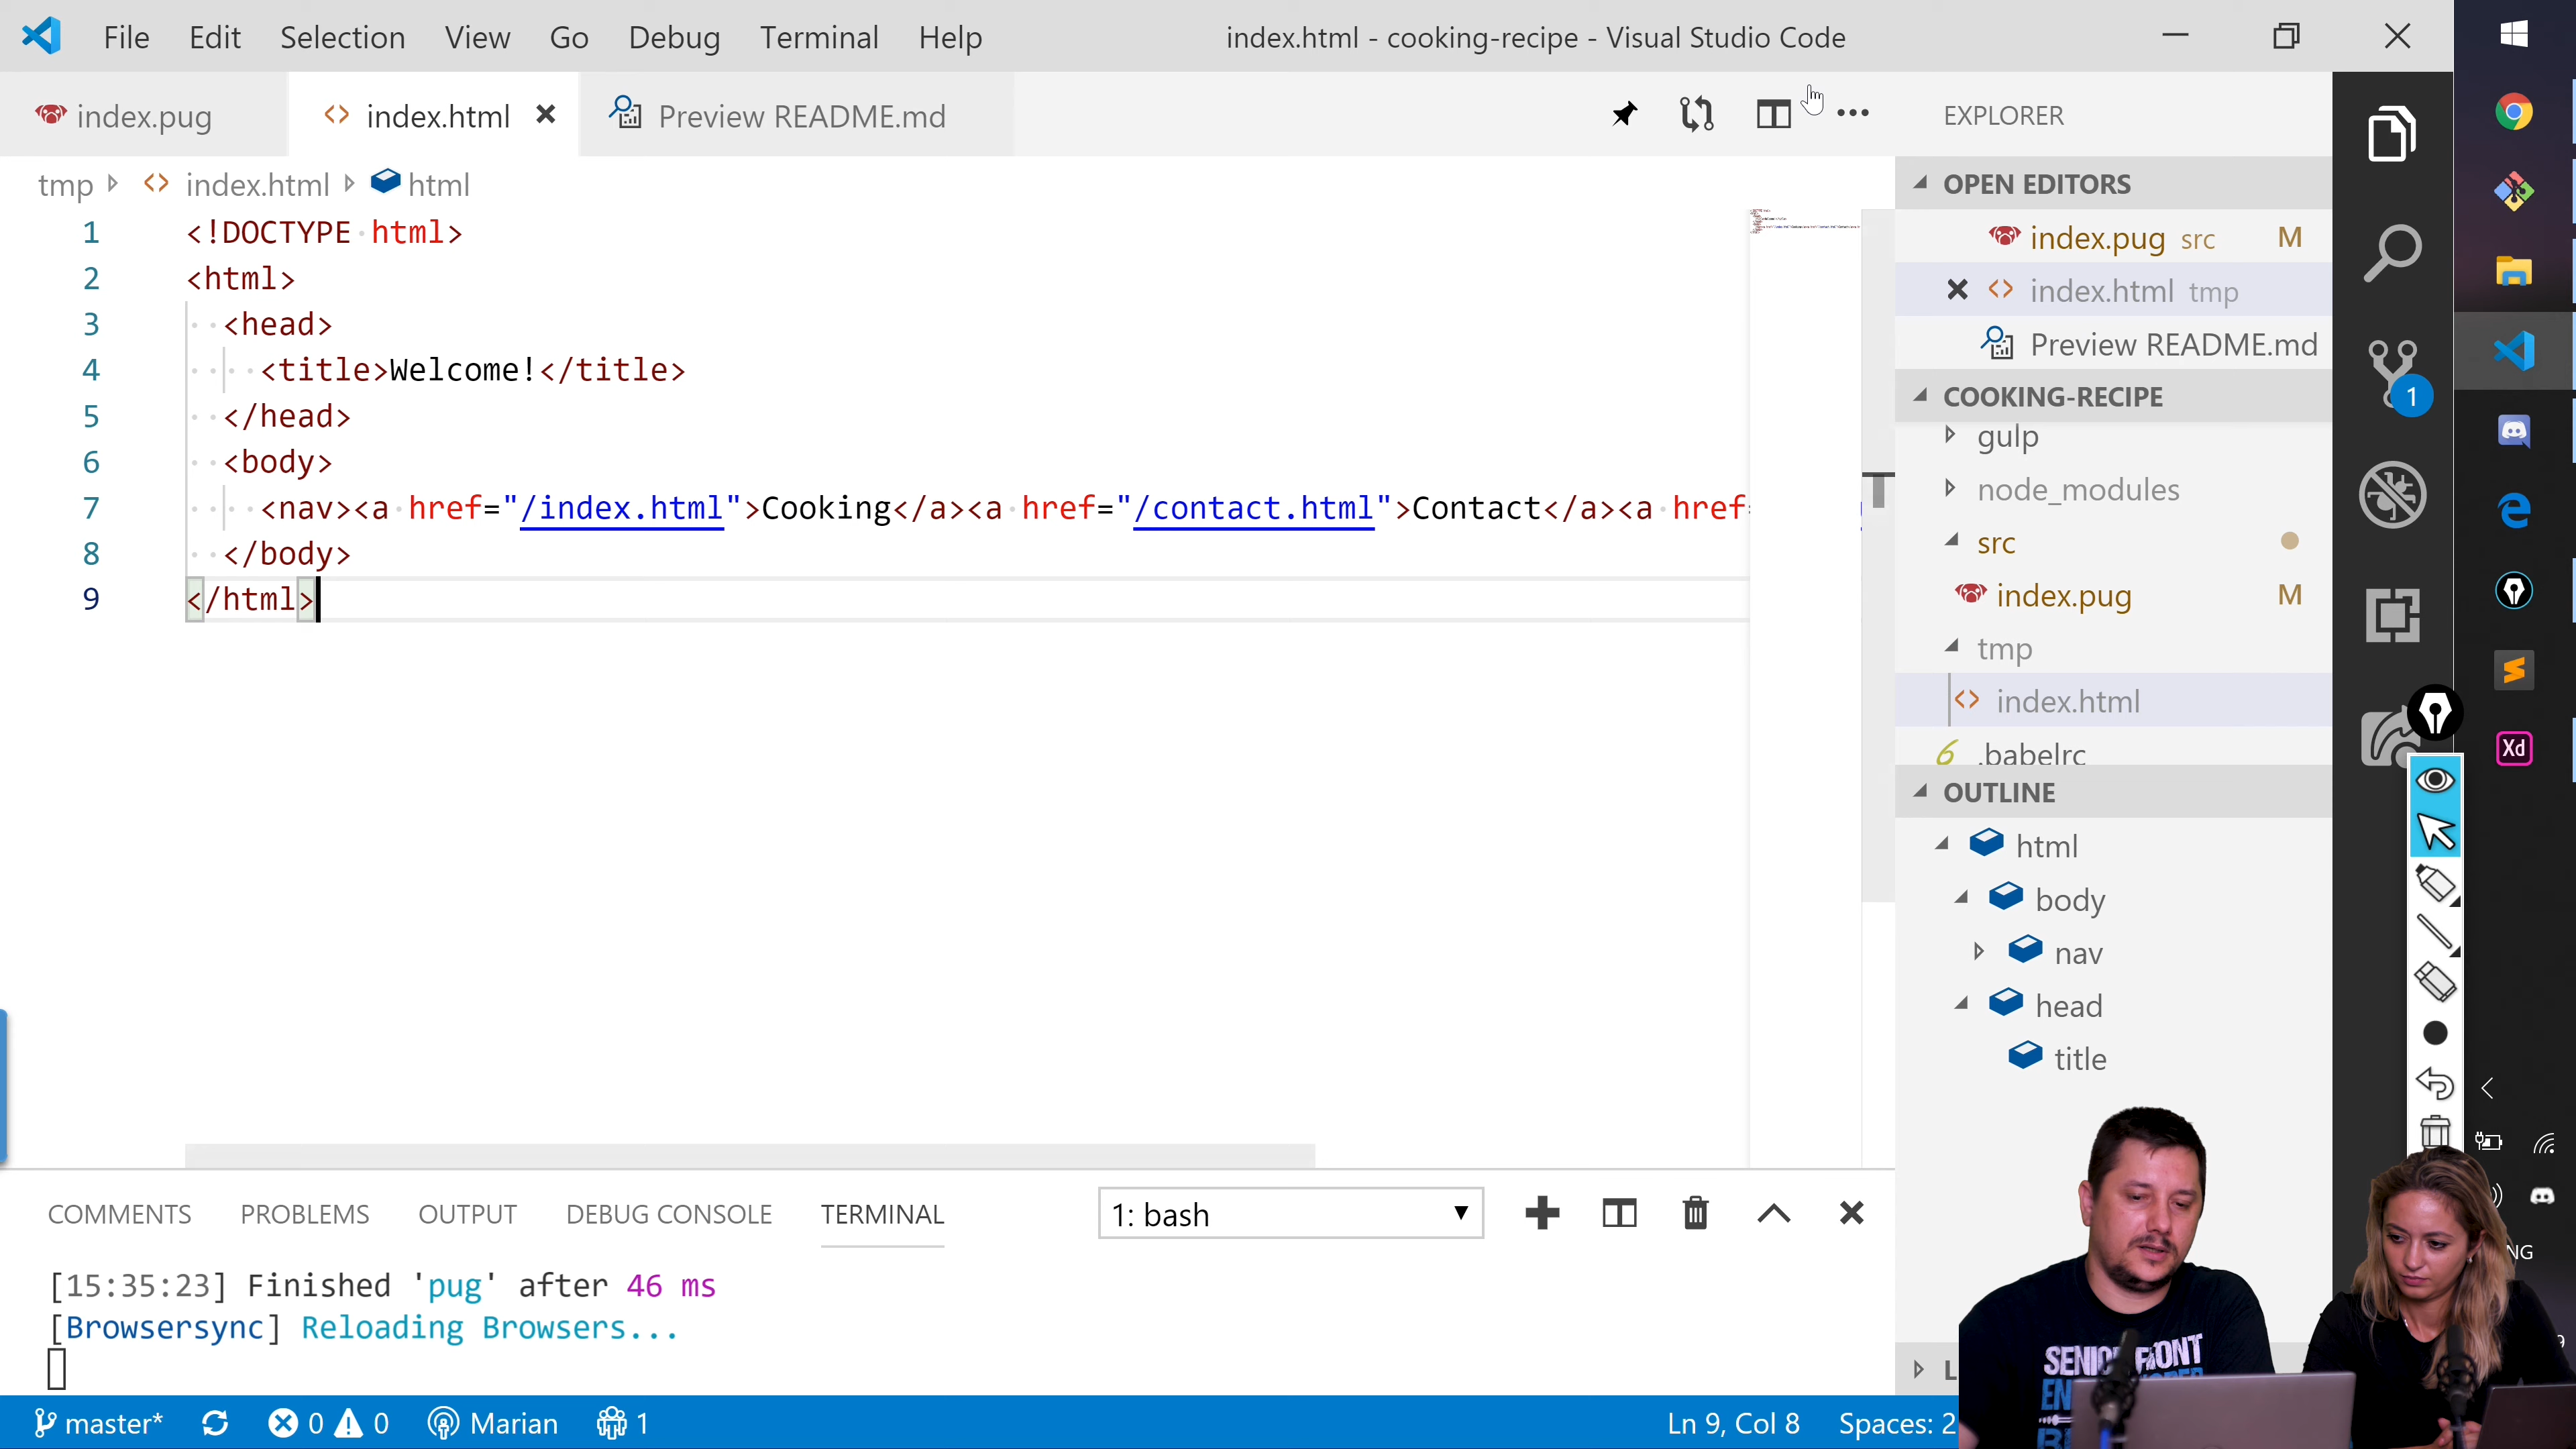 File Edit Selection View Go Debug Terminal Help
index.html - cooking-recipe - Visual Studio Code
index.pug
index.html
Preview README.md
tmp index.html html
1 <!DOCTYPE html>
2 <html>
3 <head>
4 <title>Welcome!</title>
5 </head>
6 <body>
7 <nav><a href="/index.html">Cooking</a><a href="/contact.html">Contact</a><a href=
8 </body>
9 </html>
COMMENTS PROBLEMS OUTPUT DEBUG CONSOLE TERMINAL
1: bash
[15:35:23] Finished 'pug' after 46 ms
[Browsersync] Reloading Browsers...
EXPLORER
OPEN EDITORS
index.pug src M
index.html tmp
Preview README.md
COOKING-RECIPE
gulp
node_modules
src
index.pug M
tmp
index.html
.babelrc
OUTLINE
html
body
nav
head
title
1
Xd
SENIOR FRONT
master* 0 0 Marian 1
Ln 9, Col 8 Spaces: 2